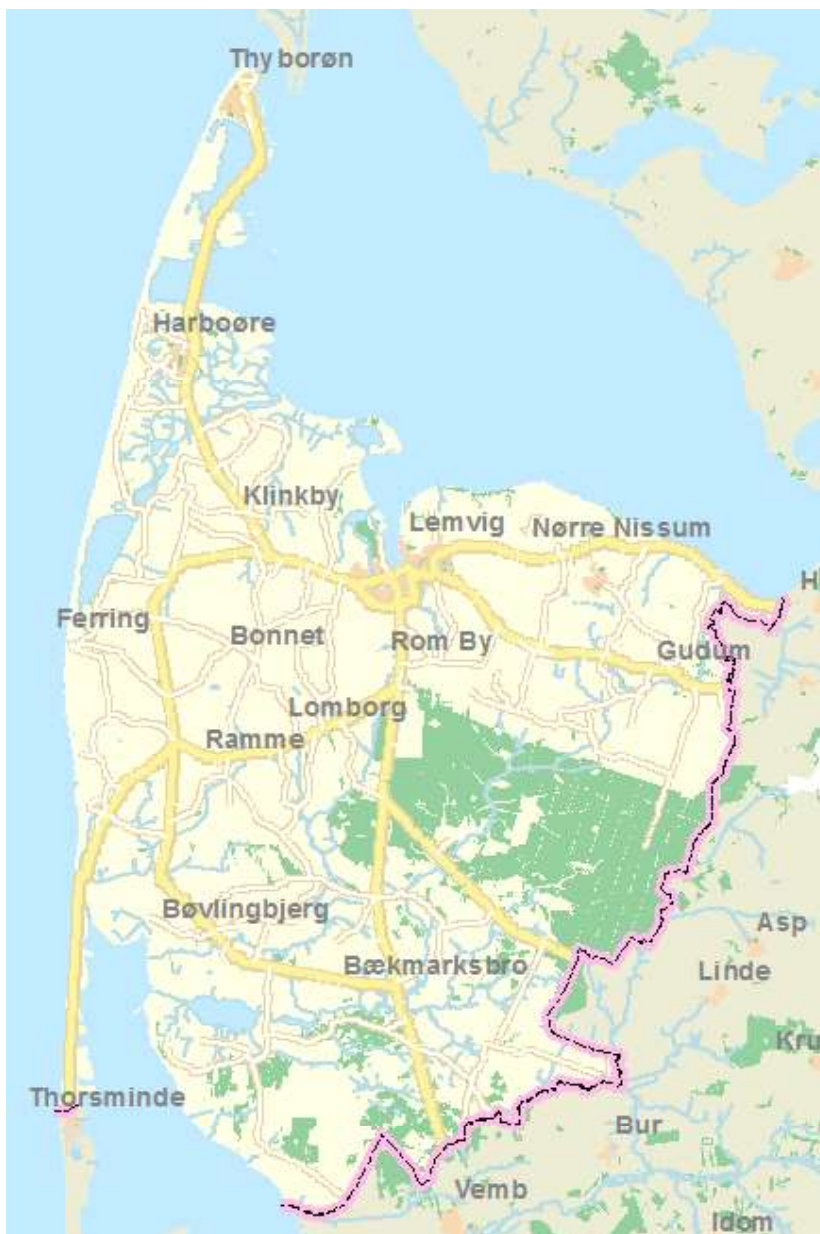 Thyborøn
Harboøre
Klinkby
Lemvig
Nørre Nissum
Ferring
Bonnet
Rom By
Gudum
Lomborg
Ramme
Bøvlingbjerg
Asp
Bækmarksbro
Linde
Thorsminde
Bur
Vemb
Idom